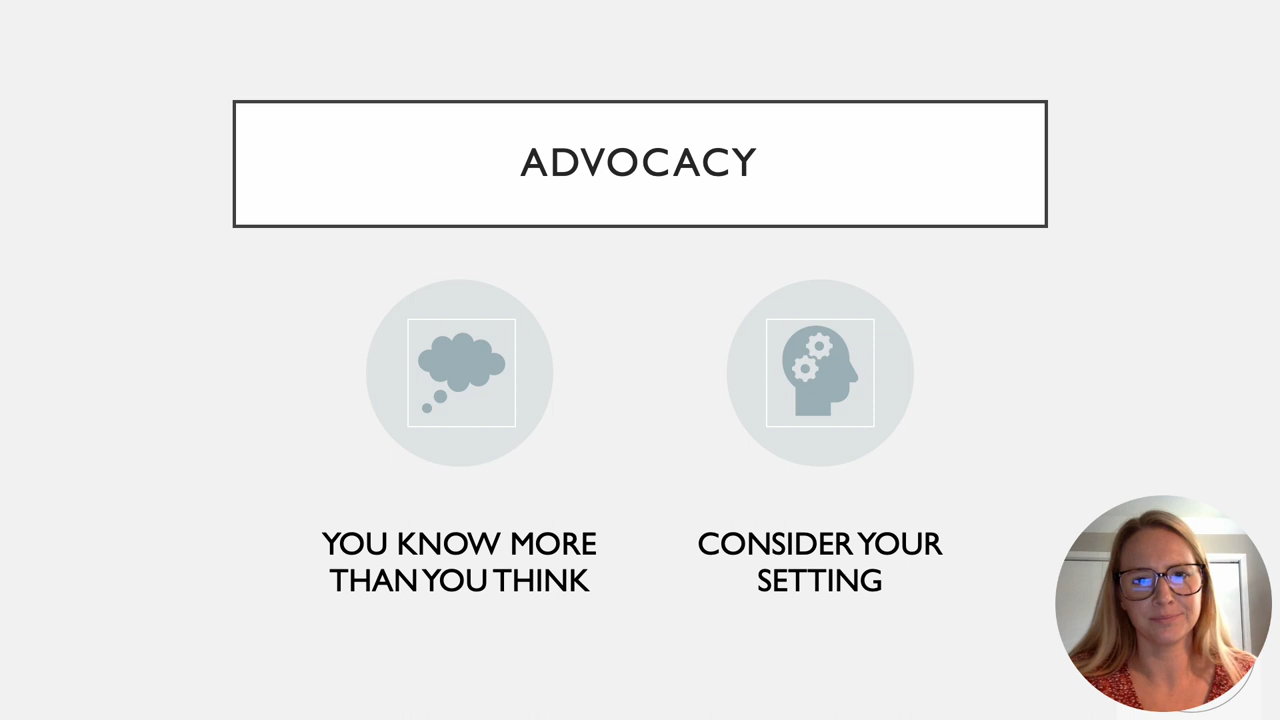 ADVOCACY
YOU KNOW MORE
THAN YOU THINK
CONSIDER YOUR
SETTING